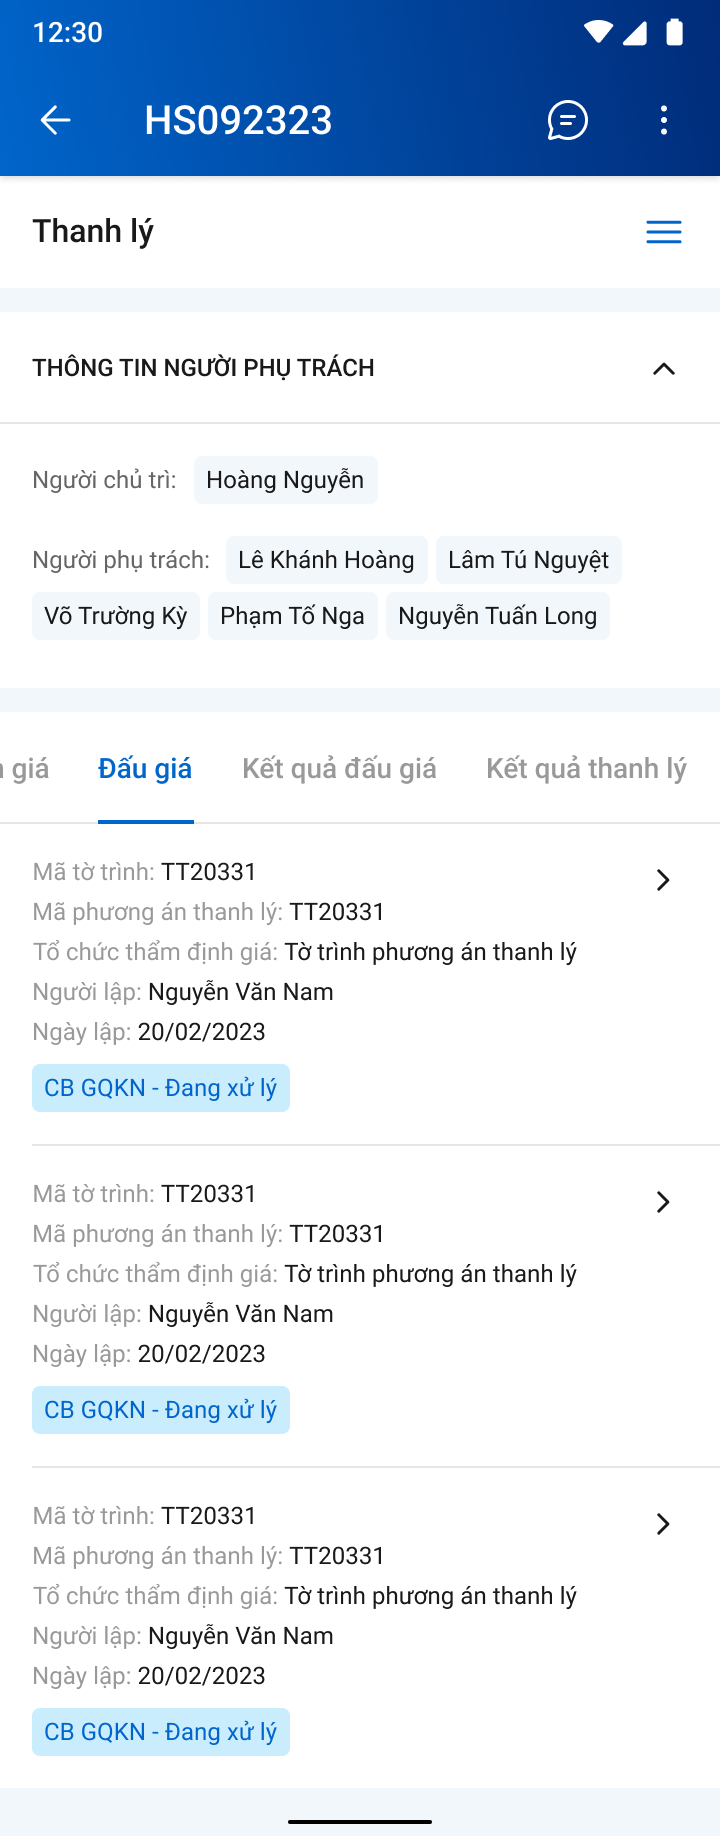 12:30
HS092323
Thanh lý
THÔNG TIN NGƯỜI PHỤ TRÁCH
Người chủ trì: Hoàng Nguyễn
Người phụ trách: Lê Khánh Hoàng Lâm Tú Nguyệt
Võ Trường Kỳ Phạm Tố Nga Nguyễn Tuấn Long
giá Đấu giá Kết quả đấu giá Kết quả thanh lý
Mã tờ trình: TT20331
Mã phương án thanh lý: TT20331
Tổ chức thẩm định giá: Tờ trình phương án thanh lý
Người lập: Nguyễn Văn Nam
Ngày lập: 20/02/2023
CB GQKN - Đang xử lý
Mã tờ trình: TT20331
Mã phương án thanh lý: TT20331
Tổ chức thẩm định giá: Tờ trình phương án thanh lý
Người lập: Nguyễn Văn Nam
Ngày lập: 20/02/2023
CB GQKN - Đang xử lý
Mã tờ trình: TT20331
Mã phương án thanh lý: TT20331
Tổ chức thẩm định giá: Tờ trình phương án thanh lý
Người lập: Nguyễn Văn Nam
Ngày lập: 20/02/2023
CB GQKN - Đang xử lý